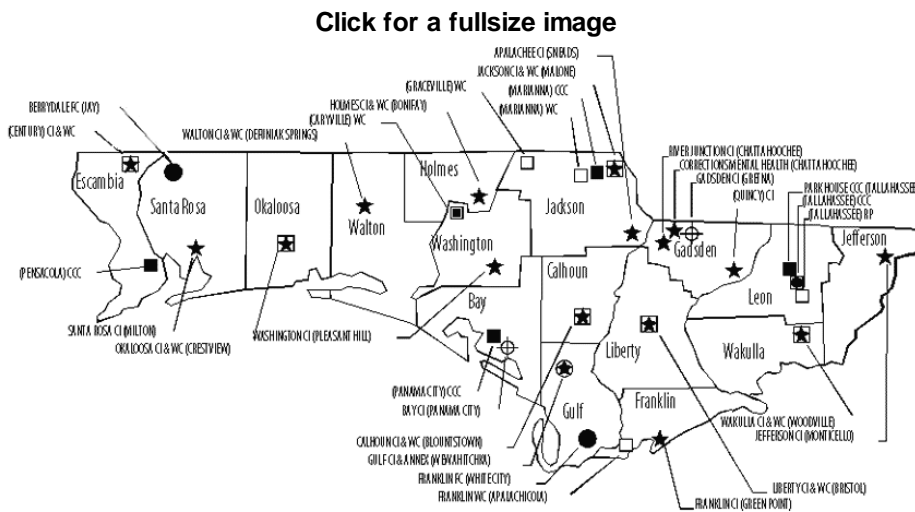 Click for a fullsize image
APALACHEE CI (SNEADS)
JACKSON CI & WC (MALONE)
(GRACEVILLE) WC
(MARIANNA) CCC
HOLMES CI & WC (BONIFAY)
(MARIANNA) WC
BERRYDALE FC (JAY)
(CARYVILLE) WC
(CENTURY) CI & WC
WALTON CI & WC (DEFUNIAK SPRINGS)
RIVER JUNCTION CI (CHATTAHOOCHEE)
CORRECTIONS MENTAL HEALTH (CHATTAHOOCHEE)
GADSDEN CI (GRETNA)
(QUINCY) CI
PARK HOUSE CCC (TALLAHASSEE
(TALLAHASSEE) CCC
(TALLAHASSEE) RP
Escambia
Santa Rosa
Okaloosa
Walton
Holmes
Washington
Jackson
Calhoun
Bay
Gadsden
Leon
Jefferson
Liberty
Wakulla
Gulf
Franklin
(PENSACOLA) CCC
SANTA ROSA CI (MILTON)
OKALOOSA CI & WC (CRESTVIEW)
WASHINGTON CI (PLEASANT HILL)
(PANAMA CITY) CCC
BAY CI (PANAMA CITY)
CALHOUN CI & WC (BLOUNTSTOWN)
GULF CI & ANNEX (WEWAHITCHKA)
FRANKLIN FC (WHITE CITY)
FRANKLIN WC (APALACHICOLA)
WAKULLA CI & WC (WOODVILLE)
JEFFERSON CI (MONTICELLO)
LIBERTY CI & WC (BRISTOL)
FRANKLIN CI (GREEN POINT)